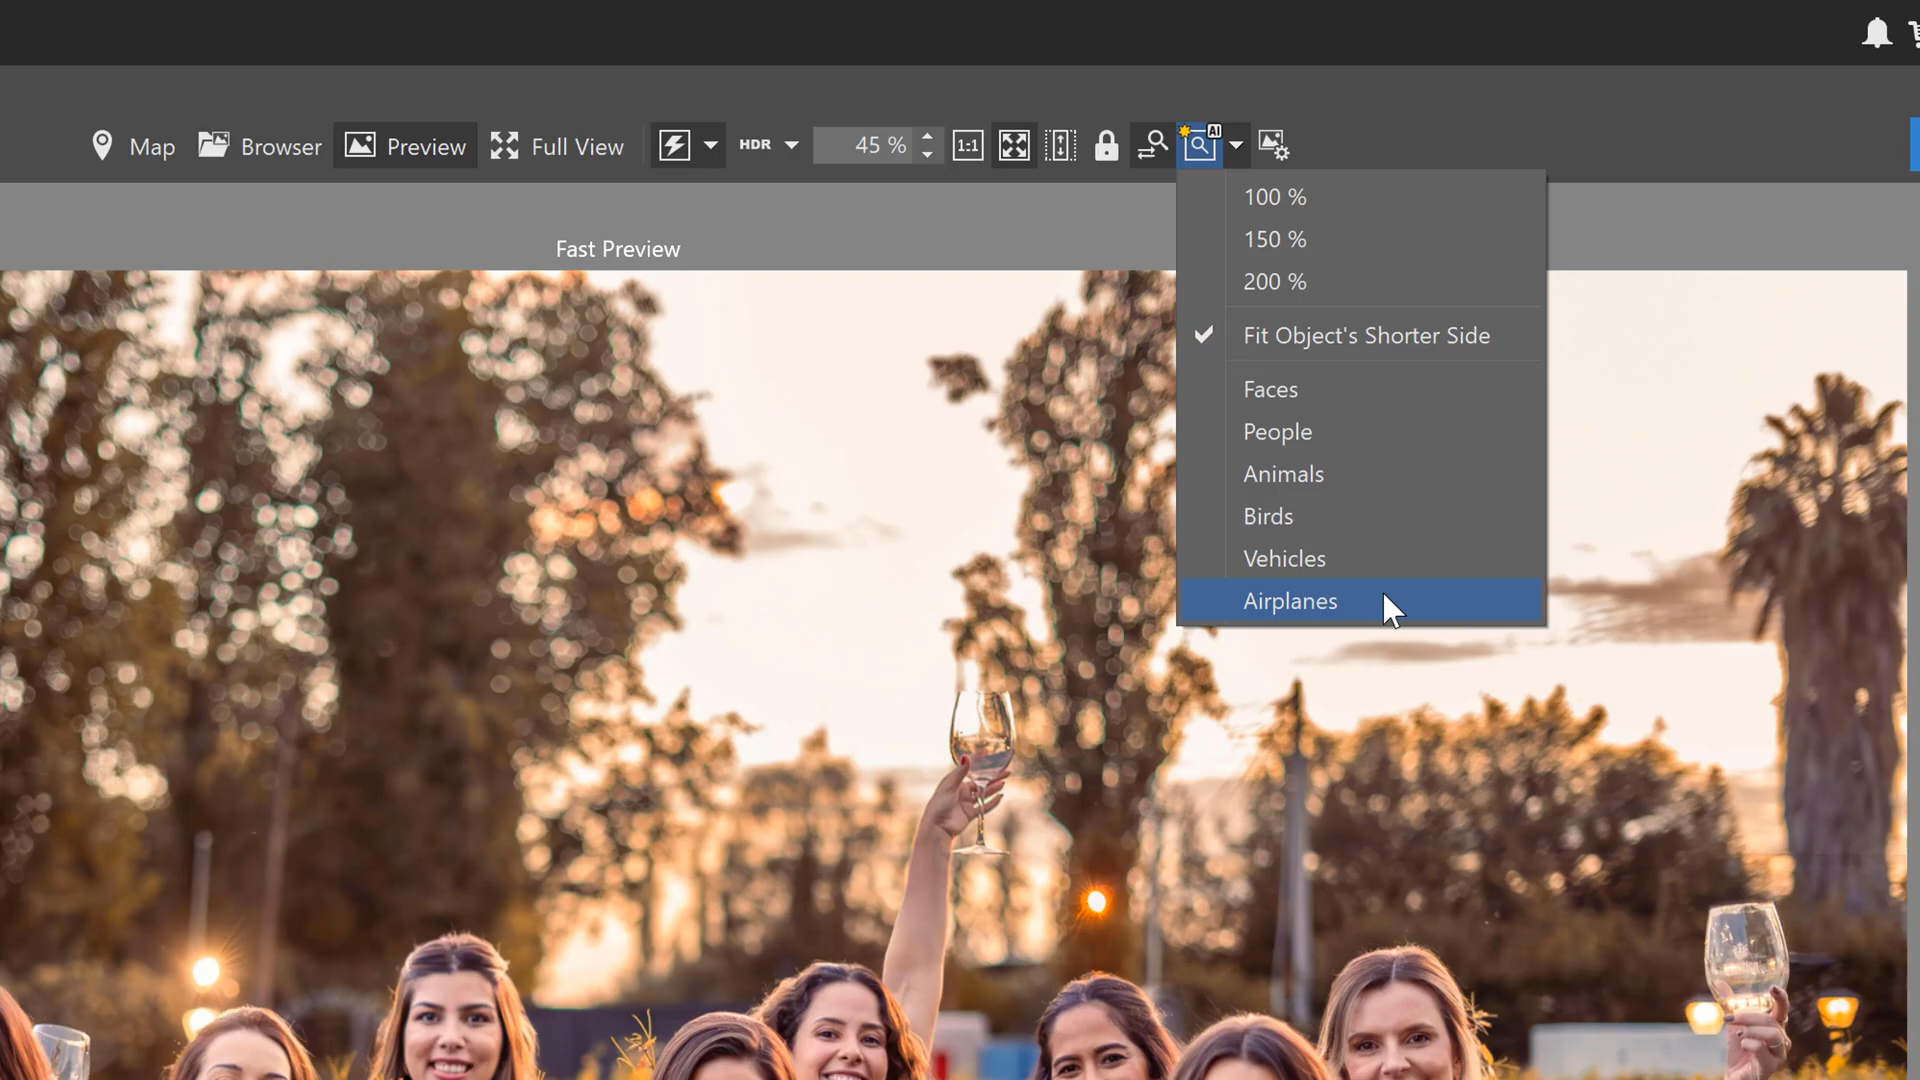 Map
Browser
Preview
Full View
HDR
45 %
1:1
AI
100 %
150 %
200 %
Fast Preview
Fit Object's Shorter Side
Faces
People
Animals
Birds
Vehicles
Airplanes